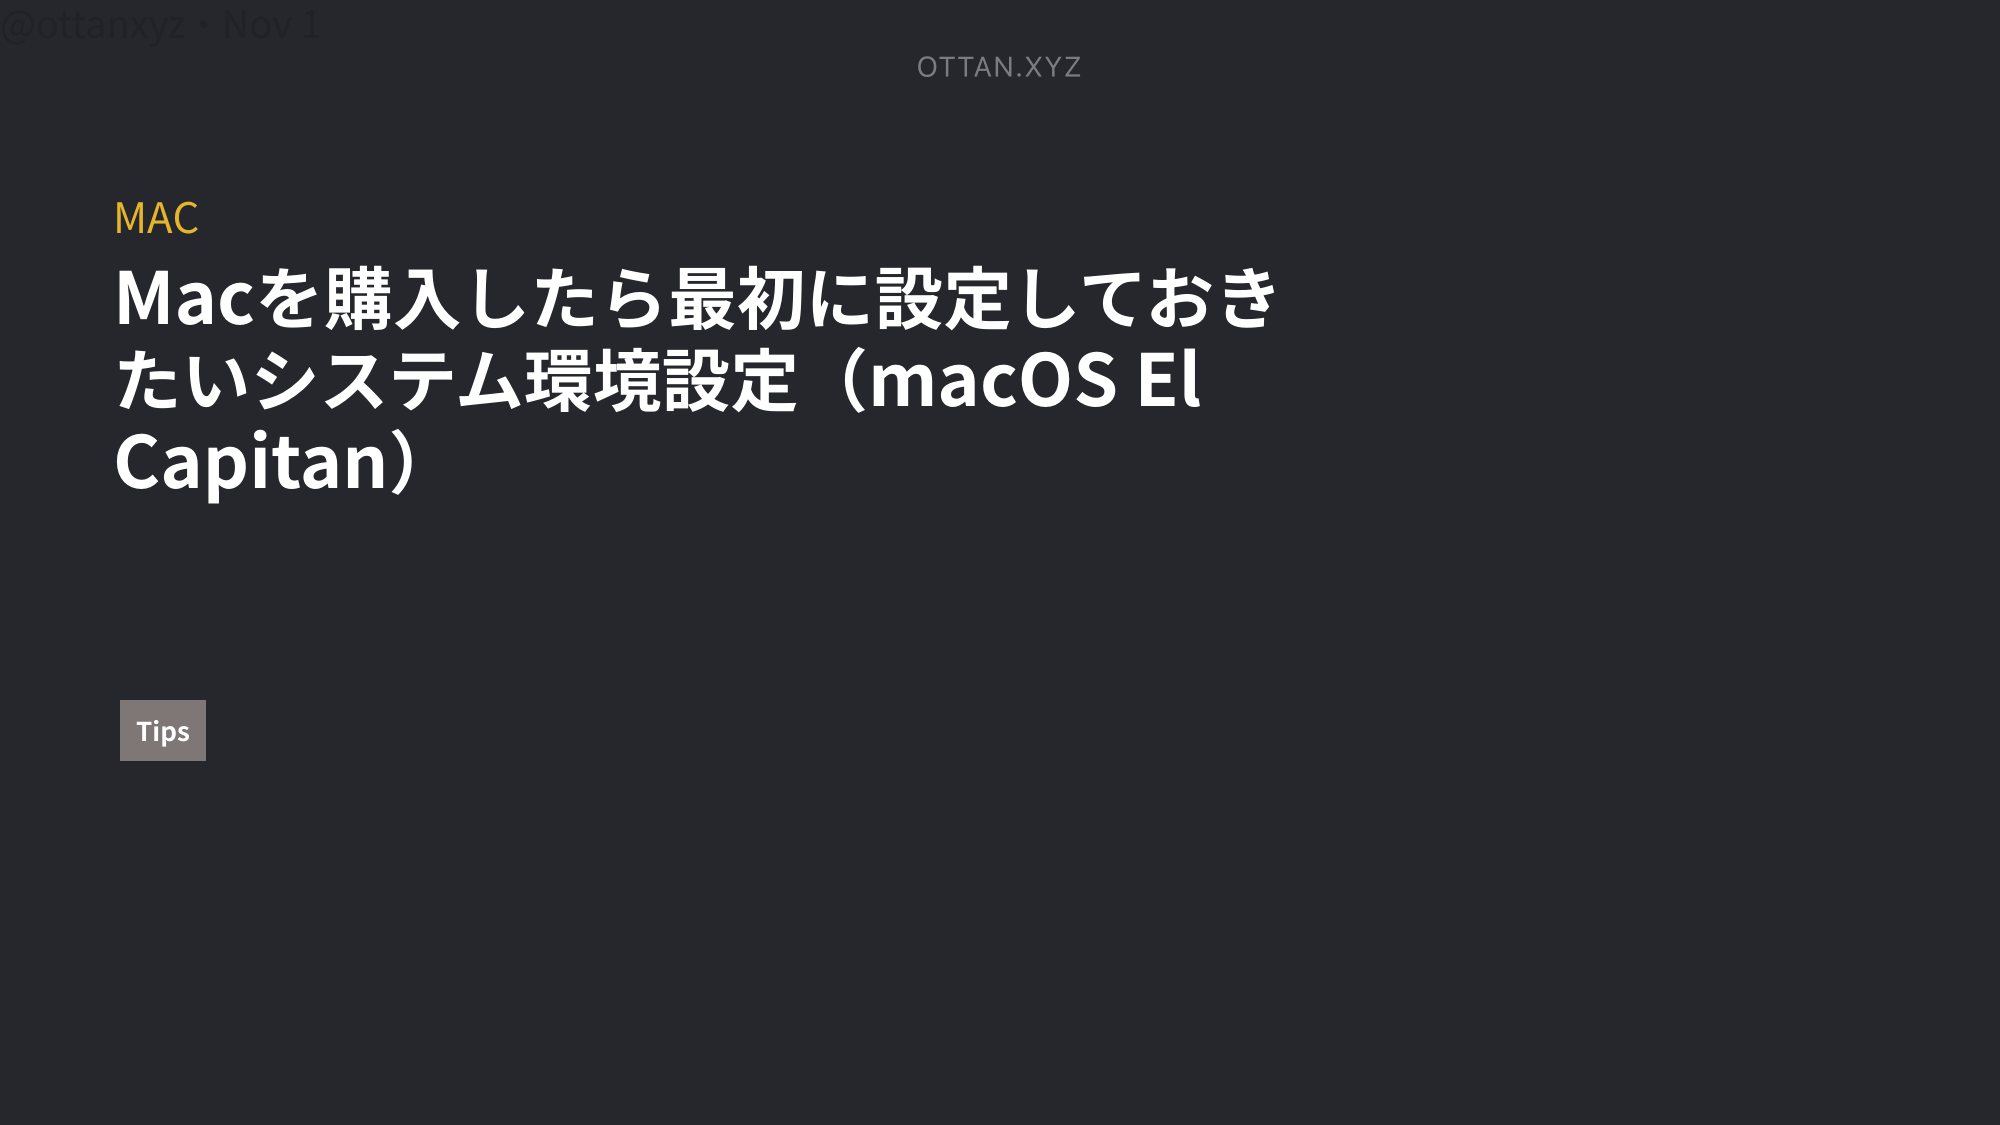 @ottanxyz・Nov 1
OTTAN.XYZ
MAC
Macを購入したら最初に設定しておき
たいシステム環境設定（macOS El
Capitan）
Tips